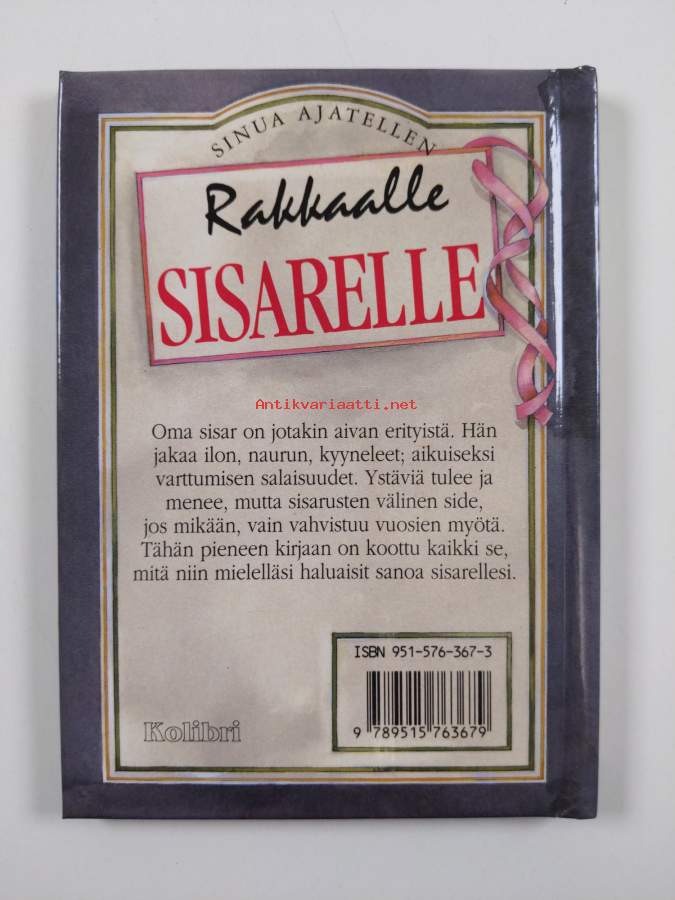 SINUA AJATELLEN
Rakkaalle
SISARELLE
Antikvariaatti.net
Oma sisar on jotakin aivan erityistä. Hän
jakaa ilon, naurun, kyyneleet; aikuiseksi
varttumisen salaisuudet. Ystäviä tulee ja
menee, mutta sisarusten välinen side,
jos mikään, vain vahvistuu vuosien myötä.
Tähän pieneen kirjaan on koottu kaikki se,
mitä niin mielelläsi haluaisit sanoa sisarellesi.
ISBN 951-576-367-3
9 789515 763679
Kolibri